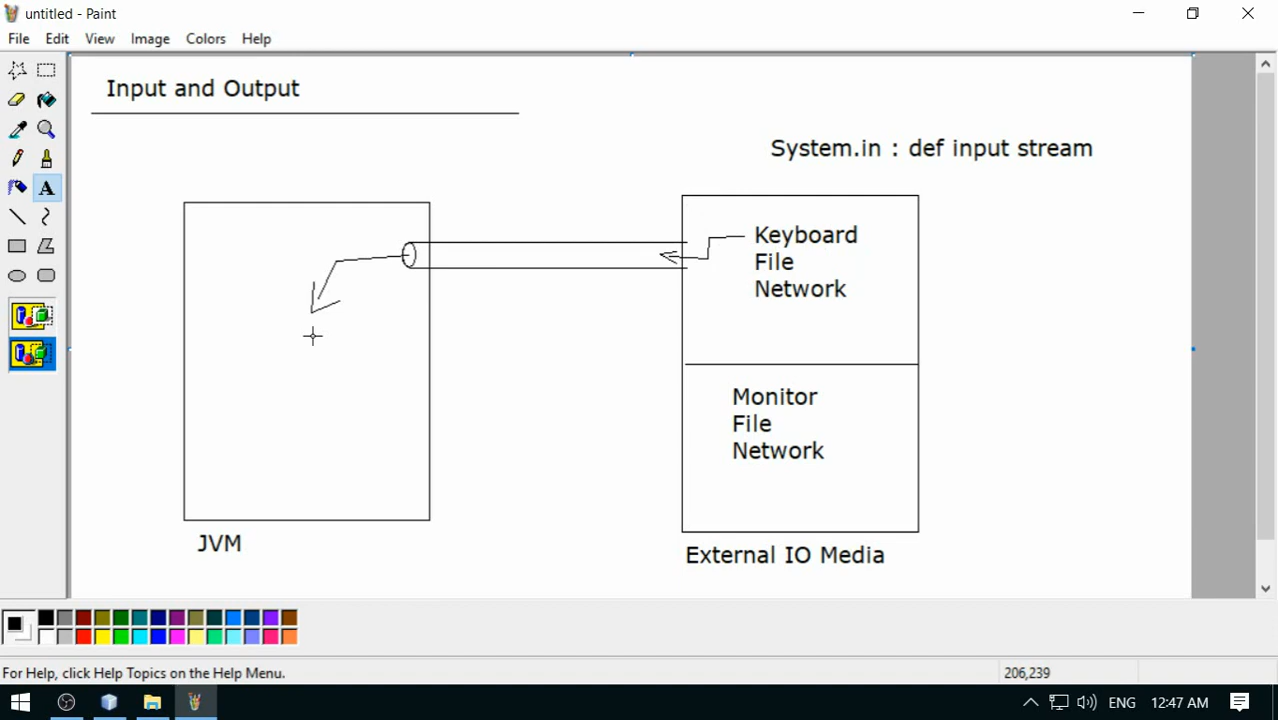 untitled - Paint
File Edit View Image Colors Help
Input and Output
System.in : def input stream
Keyboard
File
Network
Monitor
File
Network
JVM
External IO Media
For Help, click Help Topics on the Help Menu.
206,239
ENG
12:47 AM